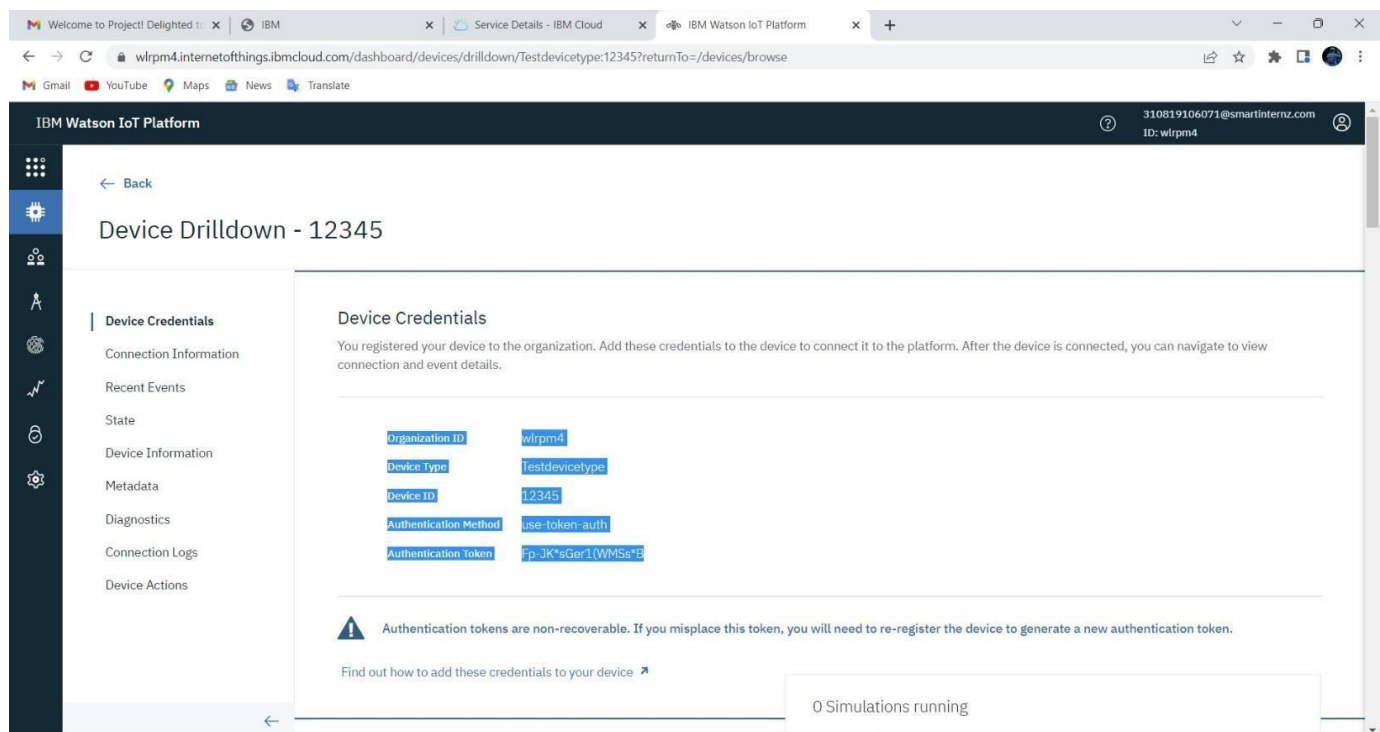 Welcome to Project! Delighted to
IBM
Service Details - IBM Cloud
IBM Watson IoT Platform
wlrpm4.internetofthings.ibmcloud.com/dashboard/devices/drilldown/Testdevicetype:12345?returnTo=/devices/browse
Gmail YouTube Maps News Translate
IBM Watson IoT Platform
310819106071@smartinternz.com
ID: wlrpm4
Back
Device Drilldown - 12345
Device Credentials
Connection Information
Recent Events
State
Device Information
Metadata
Diagnostics
Connection Logs
Device Actions
Device Credentials
You registered your device to the organization. Add these credentials to the device to connect it to the platform. After the device is connected, you can navigate to view
connection and event details.
Organization ID wlrpm4
Device Type Testdevicetype
Device ID 12345
Authentication Method use-token-auth
Authentication Token Fp-JK*sGer1(WMSs*B
Authentication tokens are non-recoverable. If you misplace this token, you will need to re-register the device to generate a new authentication token.
Find out how to add these credentials to your device
0 Simulations running